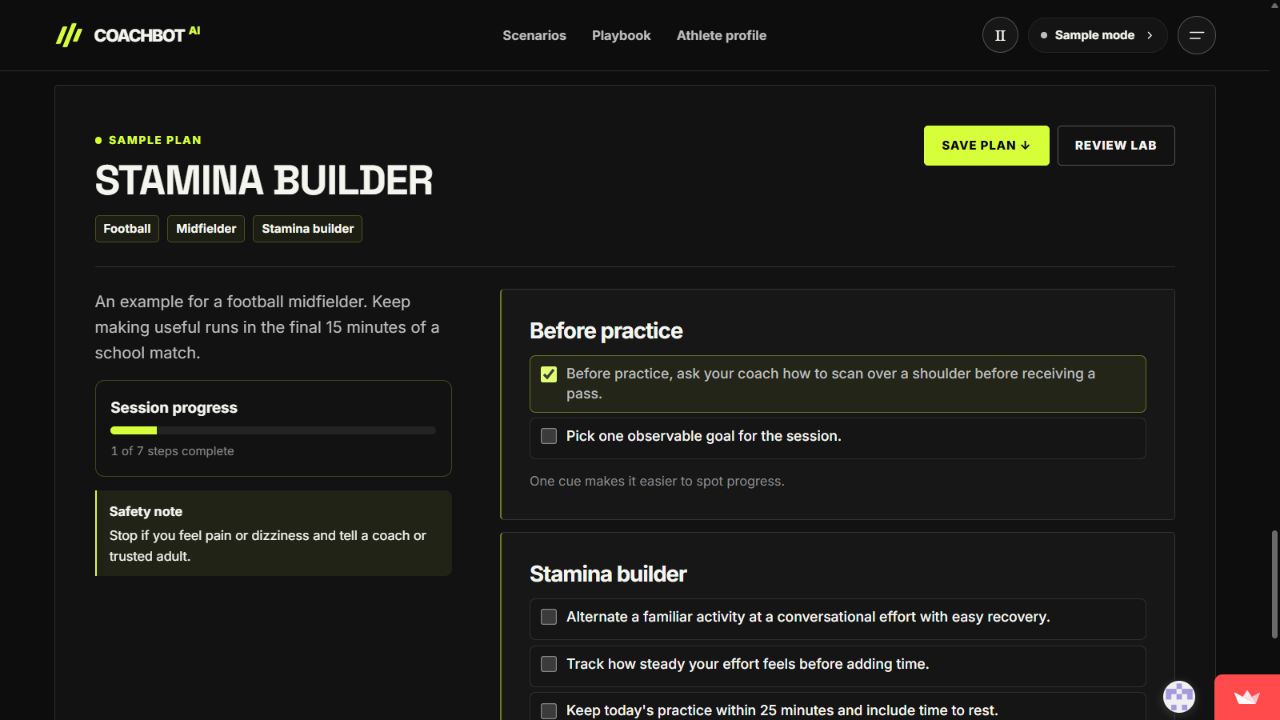 COACHBOT AI
Scenarios
Playbook
Athlete profile
II
Sample mode
SAMPLE PLAN
STAMINA BUILDER
SAVE PLAN ↓
REVIEW LAB
Football
Midfielder
Stamina builder
An example for a football midfielder. Keep
making useful runs in the final 15 minutes of a
school match.
Session progress
1 of 7 steps complete
Safety note
Stop if you feel pain or dizziness and tell a coach or
trusted adult.
Before practice
Before practice, ask your coach how to scan over a shoulder before receiving a
pass.
Pick one observable goal for the session.
One cue makes it easier to spot progress.
Stamina builder
Alternate a familiar activity at a conversational effort with easy recovery.
Track how steady your effort feels before adding time.
Keep today's practice within 25 minutes and include time to rest.